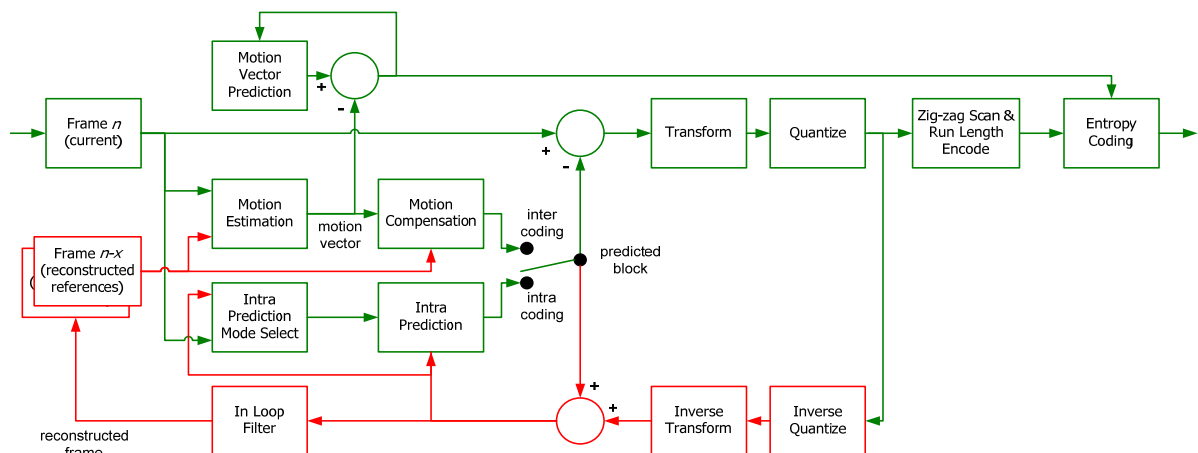 Motion
Vector
Prediction
+
-
Frame n
(current)
+
-
Transform
Quantize
Zig-zag Scan &
Run Length
Encode
Entropy
Coding
Motion
Estimation
motion
vector
Motion
Compensation
inter
coding
predicted
block
Frame n-x
(reconstructed
references)
(
intra
coding
Intra
Prediction
Mode Select
Intra
Prediction
+
+
In Loop
Filter
Inverse
Transform
Inverse
Quantize
reconstructed
frame